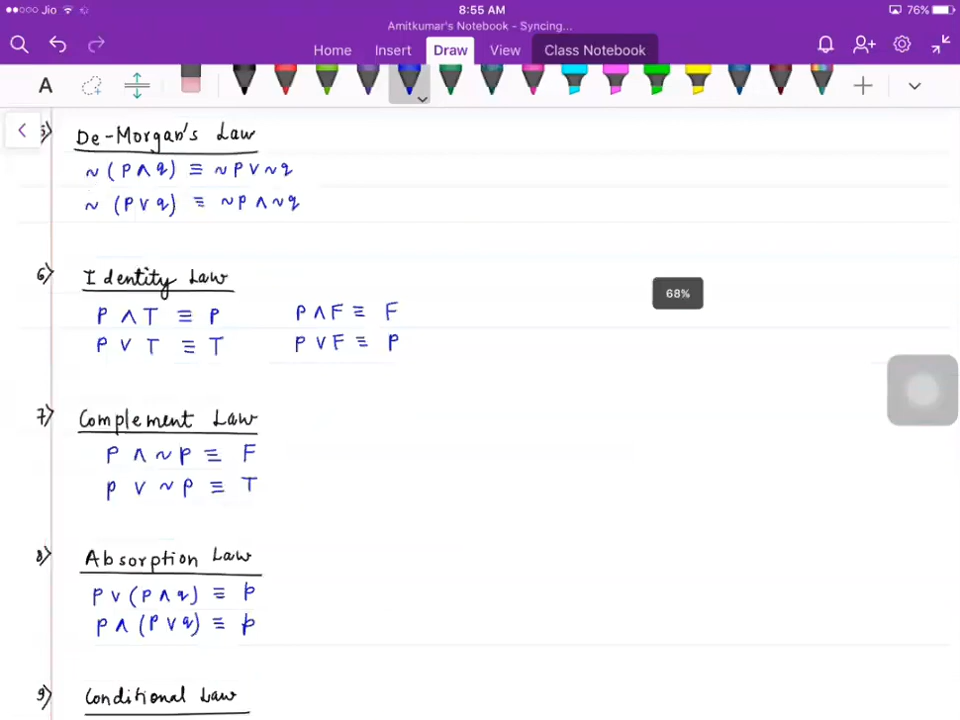 Jio 8:55 AM 76%
Amitkumar's Notebook - Syncing...
Home Insert Draw View Class Notebook
A
5) De-Morgan's Law
~ (P ∧ q) ≡ ~P ∨ ~q
~ (P ∨ q) ≡ ~P ∧ ~q
6) Identity Law
68%
P ∧ T ≡ P P ∧ F ≡ F
P ∨ T ≡ T P ∨ F ≡ P
7) Complement Law
P ∧ ~P ≡ F
P ∨ ~P ≡ T
8) Absorption Law
P ∨ (P ∧ q) ≡ P
P ∧ (P ∨ q) ≡ P
9) Conditional Law